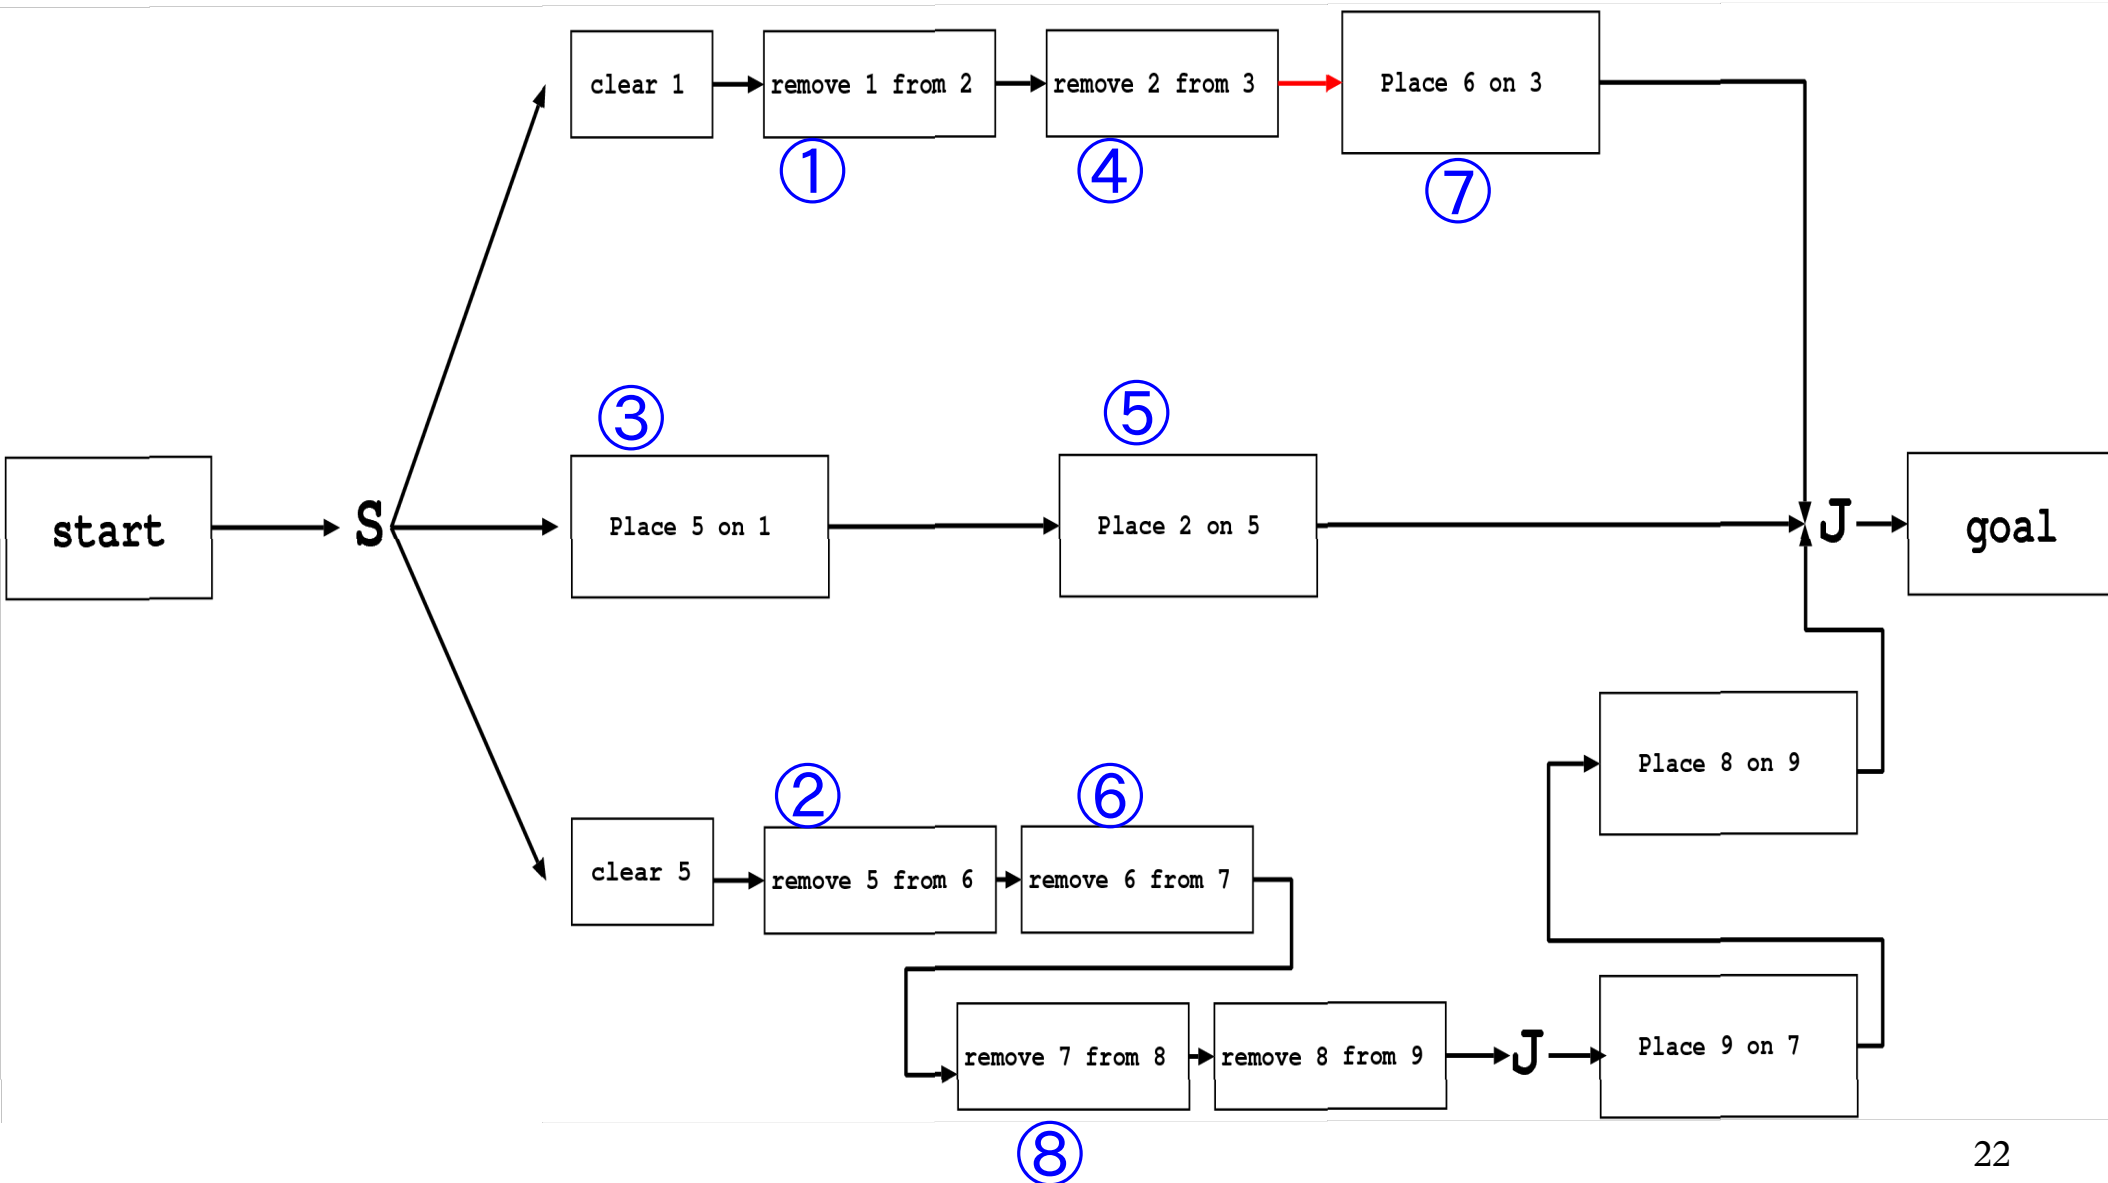 clear 1
remove 1 from 2
remove 2 from 3
Place 6 on 3
①
④
⑦
③
⑤
start
S
Place 5 on 1
Place 2 on 5
J
goal
②
⑥
Place 8 on 9
clear 5
remove 5 from 6
remove 6 from 7
remove 7 from 8
remove 8 from 9
J
Place 9 on 7
⑧
22